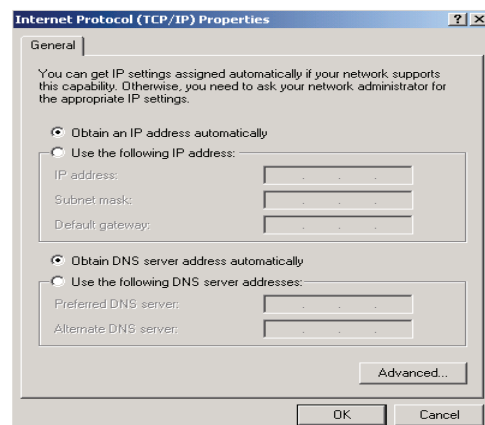 Internet Protocol (TCP/IP) Properties
General
You can get IP settings assigned automatically if your network supports
this capability. Otherwise, you need to ask your network administrator for
the appropriate IP settings.
Obtain an IP address automatically
Use the following IP address:
IP address:
Subnet mask:
Default gateway:
Obtain DNS server address automatically
Use the following DNS server addresses:
Preferred DNS server:
Alternate DNS server:
Advanced...
OK Cancel